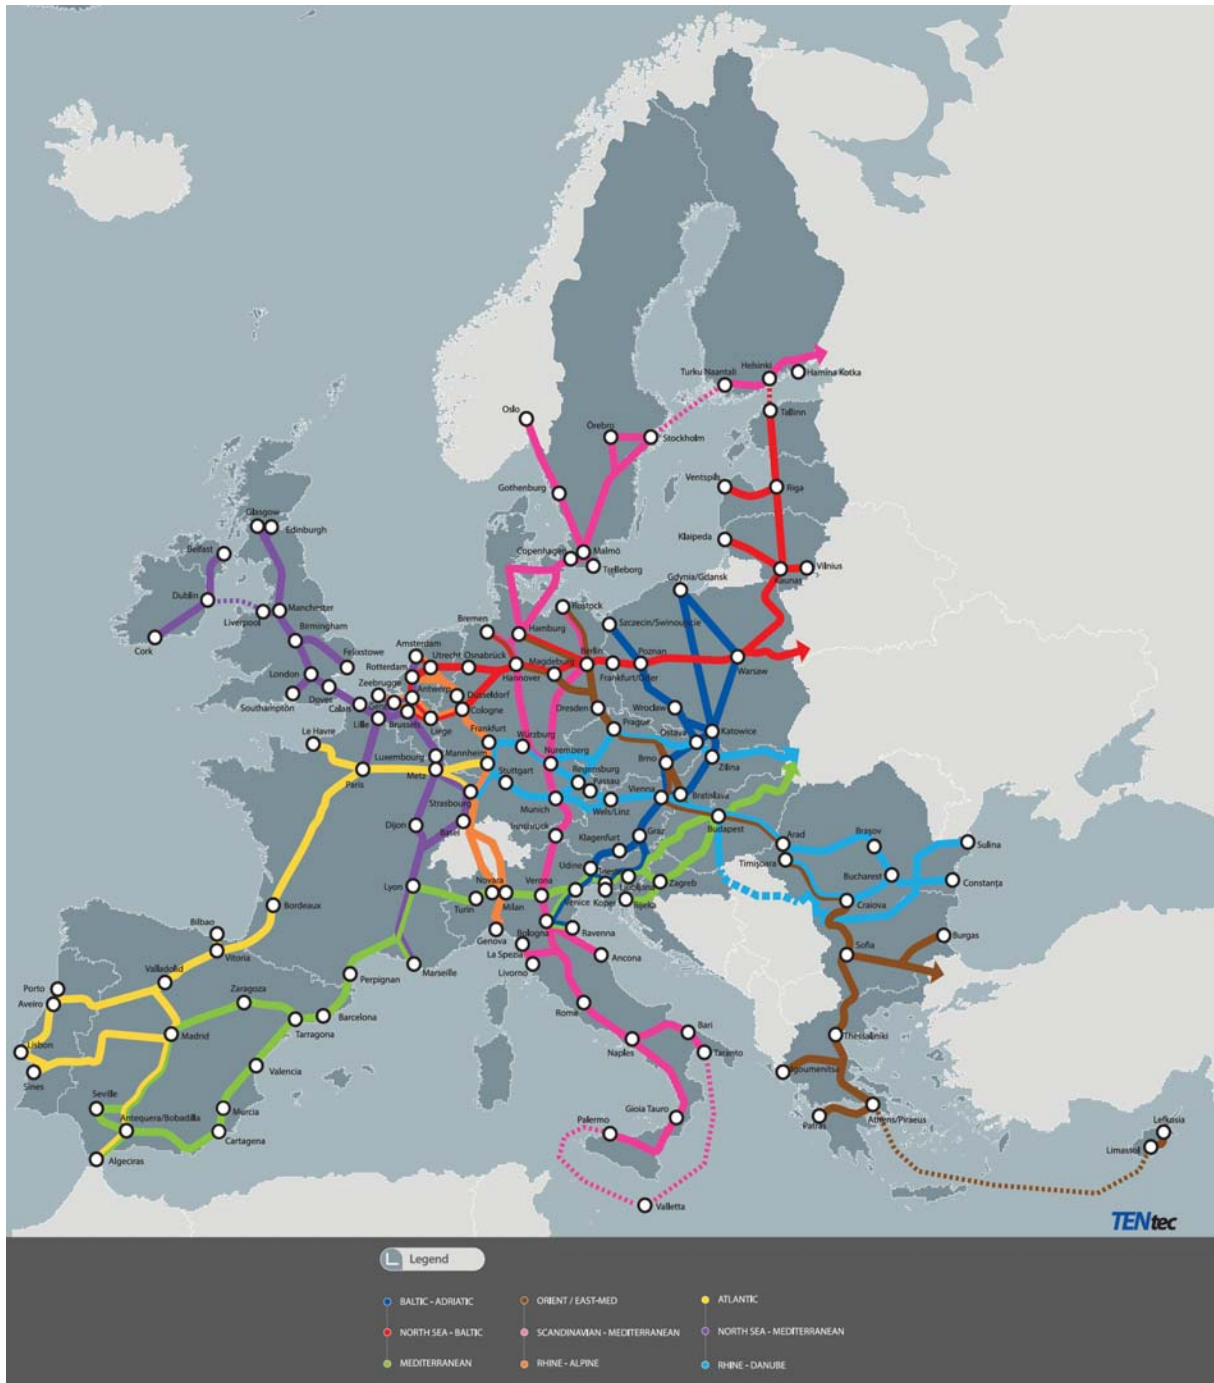 Helsinki
Turku Naantali
Hamina Kotka
Oslo
Tallinn
Örebro
Stockholm
Ventspils
Riga
Gothenburg
Glasgow
Edinburgh
Klaipeda
Belfast
Copenhagen
Malmö
Trelleborg
Vilnius
Kaunas
Gdynia/Gdansk
Dublin
Liverpool
Manchester
Rostock
Szczecin/Swinoujscie
Cork
Birmingham
Bremen
Hamburg
Felixstowe
Amsterdam
Utrecht
Osnabrück
Berlin
Poznan
Warsaw
London
Rotterdam
Hannover
Magdeburg
Frankfurt/Oder
Zeebrugge
Antwerp
Düsseldorf
Southampton
Dover
Calais
Cologne
Dresden
Wrocław
Lille
Brussels
Liège
Prague
Katowice
Le Havre
Frankfurt
Würzburg
Ostava
Luxembourg
Mannheim
Nuremberg
Brno
Zilina
Paris
Metz
Stuttgart
Regensburg
Passau
Strasbourg
Munich
Wels/Linz
Vienna
Bratislava
Dijon
Basel
Innsbruck
Klagenfurt
Graz
Budapest
Arad
Braşov
Sulina
Timişoara
Udine
Lyon
Novara
Verona
Ljubljana
Zagreb
Bucharest
Constanţa
Turin
Milan
Venice
Koper
Rijeka
Craiova
Bordeaux
Bilbao
Genova
Bologna
Ravenna
Sofia
Burgas
Vitoria
La Spezia
Ancona
Valladolid
Marseille
Livorno
Perpignan
Porto
Aveiro
Zaragoza
Rome
Barcelona
Tarragona
Madrid
Naples
Bari
Thessaliniki
Lisbon
Taranto
Sines
Valencia
Igoumenitsa
Seville
Murcia
Gioia Tauro
Antequera/Bobadilla
Palermo
Patras
Athens/Piraeus
Cartagena
Lefkosia
Limassol
Algeciras
Valletta
TENtec
Legend
BALTIC - ADRIATIC
ORIENT / EAST-MED
ATLANTIC
NORTH SEA - BALTIC
SCANDINAVIAN - MEDITERRANEAN
NORTH SEA - MEDITERRANEAN
MEDITERRANEAN
RHINE - ALPINE
RHINE - DANUBE